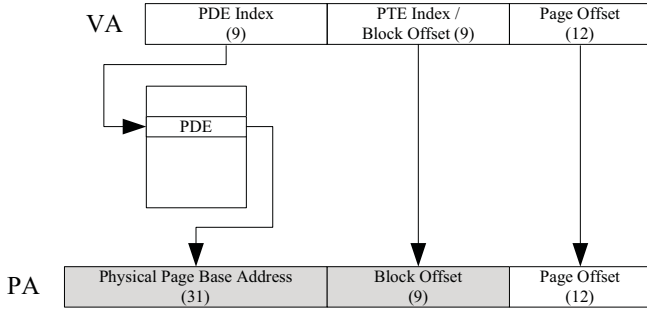 VA
PDE Index
(9)
PTE Index /
Block Offset (9)
Page Offset
(12)
PDE
PA
Physical Page Base Address
(31)
Block Offset
(9)
Page Offset
(12)